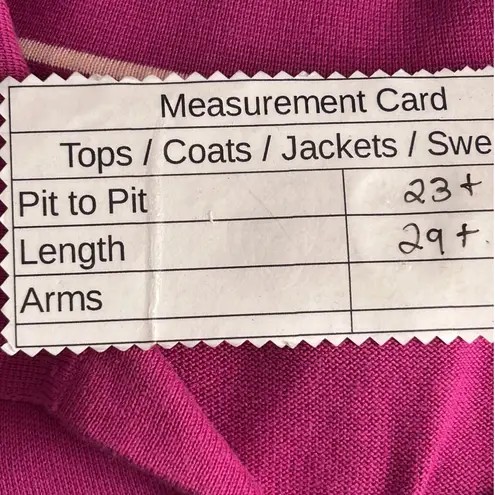 Measurement Card
Tops / Coats / Jackets / Swe
Pit to Pit 23+
Length 29+.
Arms